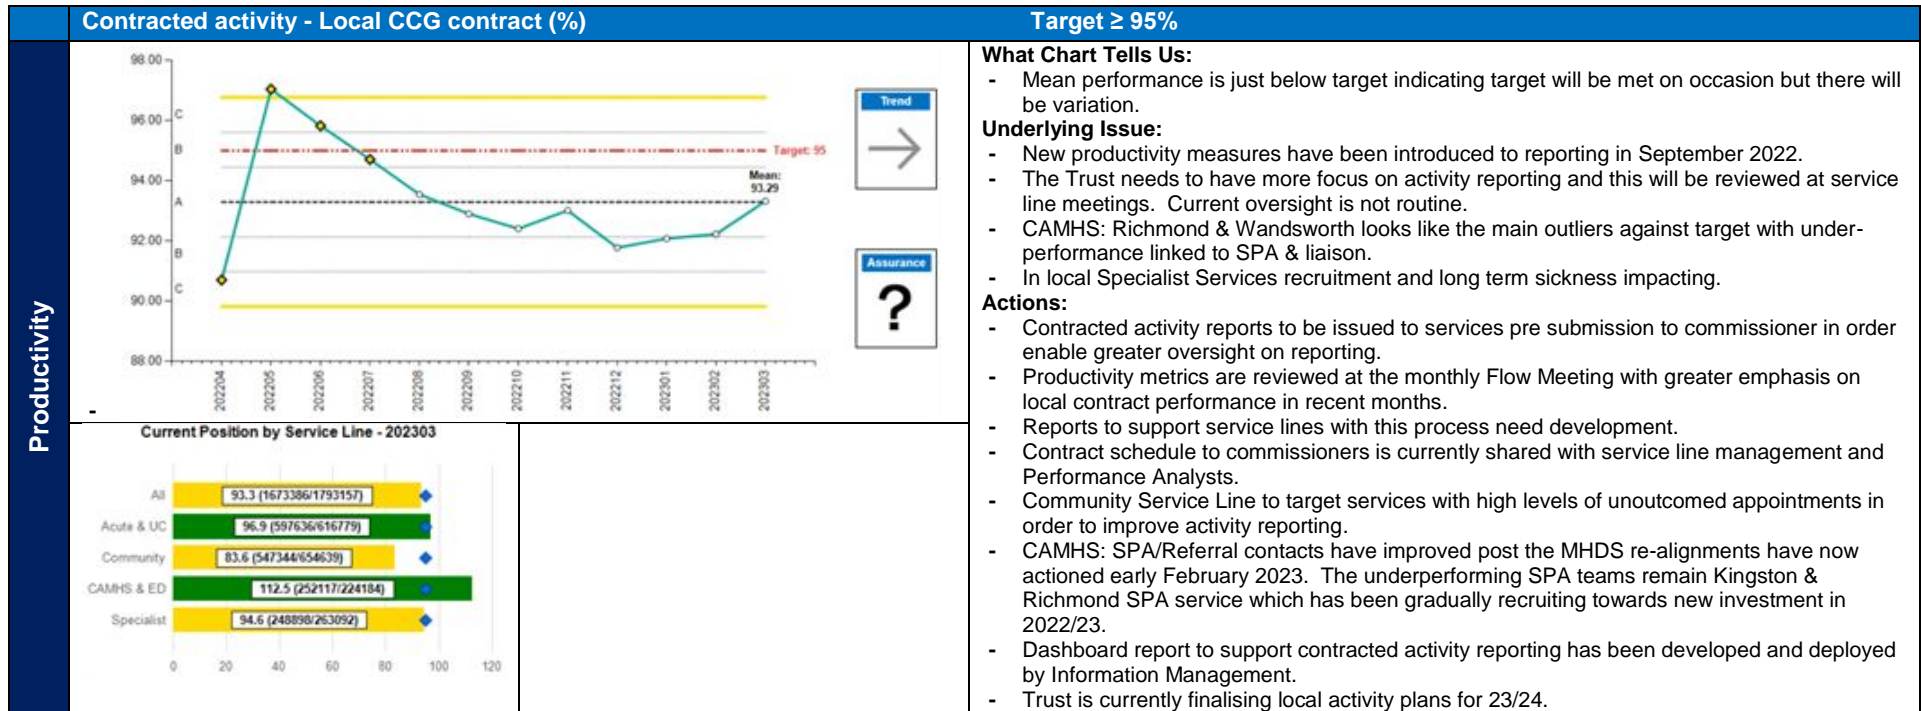 Contracted activity - Local CCG contract (%)
Target ≥ 95%
Productivity
98.00
96.00
94.00
92.00
90.00
88.00
C
B
A
B
C
Target: 95
Mean:
93.29
202204
202205
202206
202207
202208
202209
202210
202211
202212
202301
202302
202303
Trend
Assurance
?
-
Current Position by Service Line - 202303
All
93.3 (1673386/1793157)
Acute & UC
96.9 (597636/616779)
Community
83.6 (547344/654639)
CAMHS & ED
112.5 (252117/224184)
Specialist
94.6 (248898/263092)
0 20 40 60 80 100 120
What Chart Tells Us:
- Mean performance is just below target indicating target will be met on occasion but there will
be variation.
Underlying Issue:
- New productivity measures have been introduced to reporting in September 2022.
- The Trust needs to have more focus on activity reporting and this will be reviewed at service
line meetings. Current oversight is not routine.
- CAMHS: Richmond & Wandsworth looks like the main outliers against target with under-
performance linked to SPA & liaison.
- In local Specialist Services recruitment and long term sickness impacting.
Actions:
- Contracted activity reports to be issued to services pre submission to commissioner in order
enable greater oversight on reporting.
- Productivity metrics are reviewed at the monthly Flow Meeting with greater emphasis on
local contract performance in recent months.
- Reports to support service lines with this process need development.
- Contract schedule to commissioners is currently shared with service line management and
Performance Analysts.
- Community Service Line to target services with high levels of unoutcomed appointments in
order to improve activity reporting.
- CAMHS: SPA/Referral contacts have improved post the MHDS re-alignments have now
actioned early February 2023. The underperforming SPA teams remain Kingston &
Richmond SPA service which has been gradually recruiting towards new investment in
2022/23.
- Dashboard report to support contracted activity reporting has been developed and deployed
by Information Management.
- Trust is currently finalising local activity plans for 23/24.